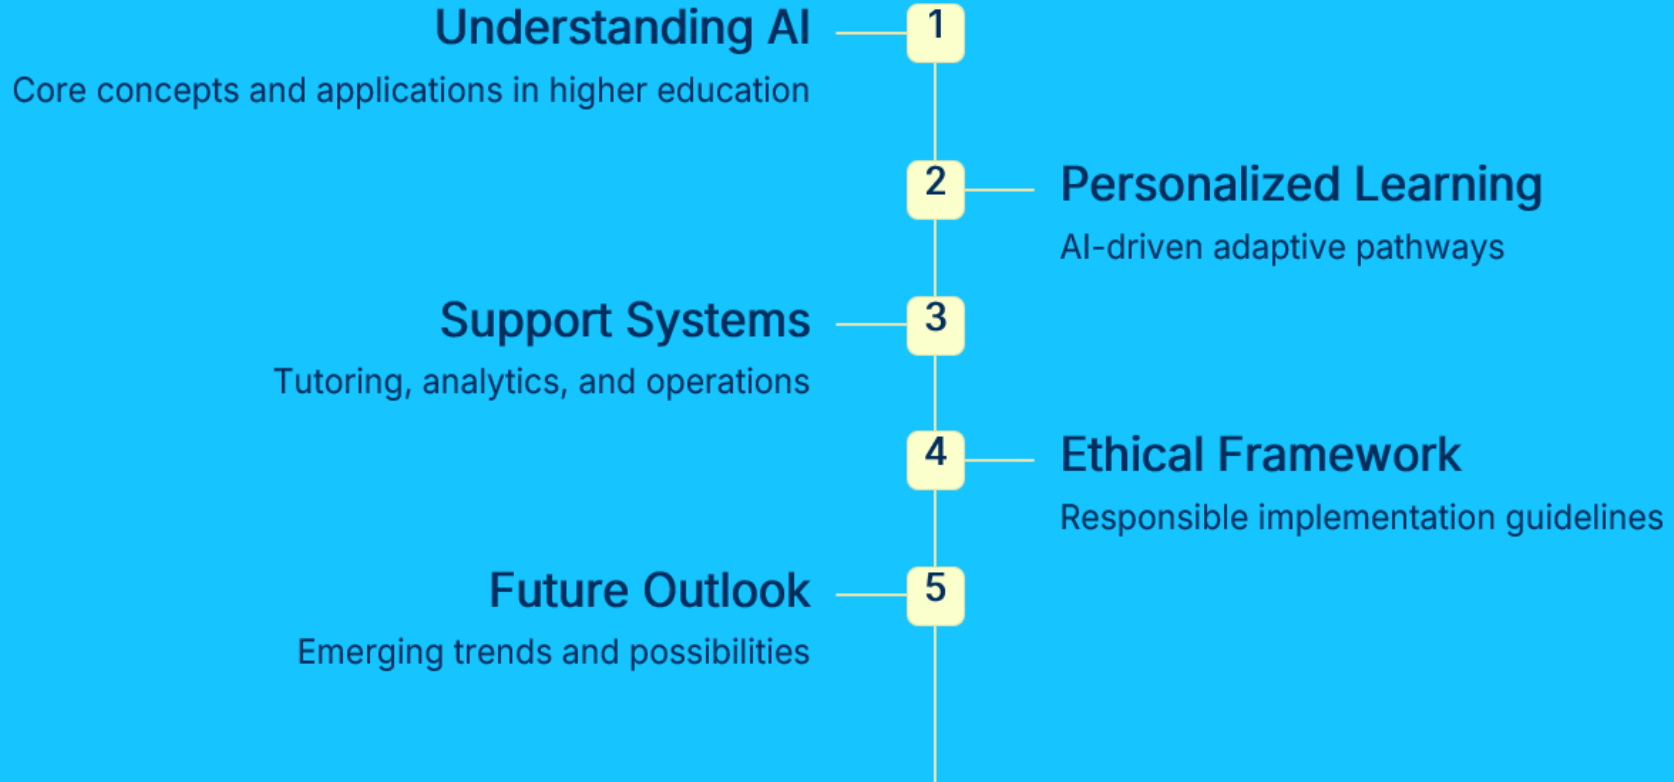 Understanding AI
1
Core concepts and applications in higher education
2
Personalized Learning
AI-driven adaptive pathways
Support Systems
3
Tutoring, analytics, and operations
4
Ethical Framework
Responsible implementation guidelines
Future Outlook
5
Emerging trends and possibilities